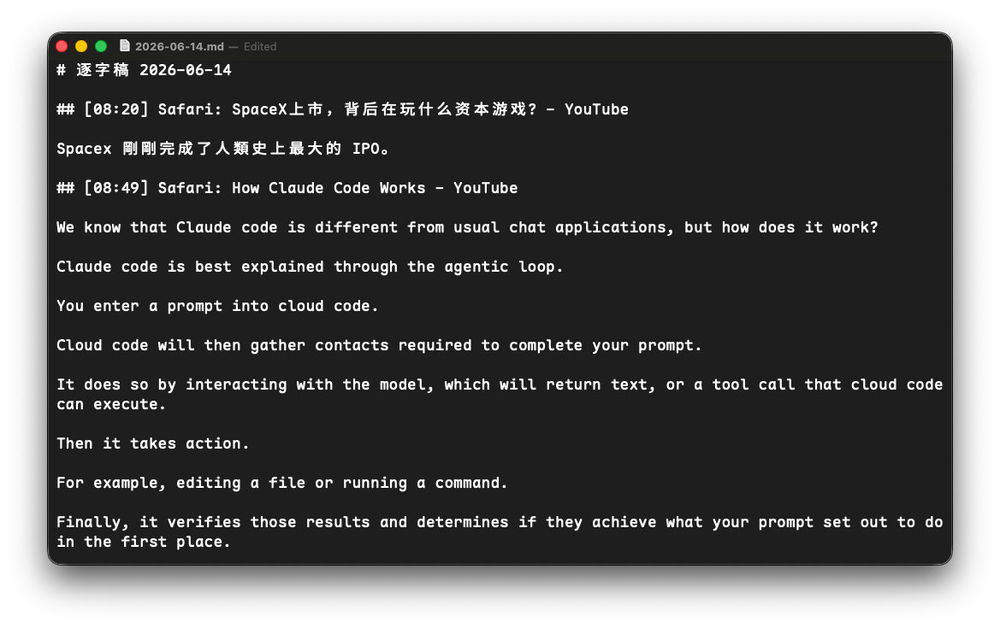 2026-06-14.md — Edited
# 逐字稿 2026-06-14
## [08:20] Safari: SpaceX上市，背后在玩什么资本游戏？- YouTube
Spacex 剛剛完成了人類史上最大的 IPO。
## [08:49] Safari: How Claude Code Works - YouTube
We know that Claude code is different from usual chat applications, but how does it work?
Claude code is best explained through the agentic loop.
You enter a prompt into cloud code.
Cloud code will then gather contacts required to complete your prompt.
It does so by interacting with the model, which will return text, or a tool call that cloud code
can execute.
Then it takes action.
For example, editing a file or running a command.
Finally, it verifies those results and determines if they achieve what your prompt set out to do
in the first place.